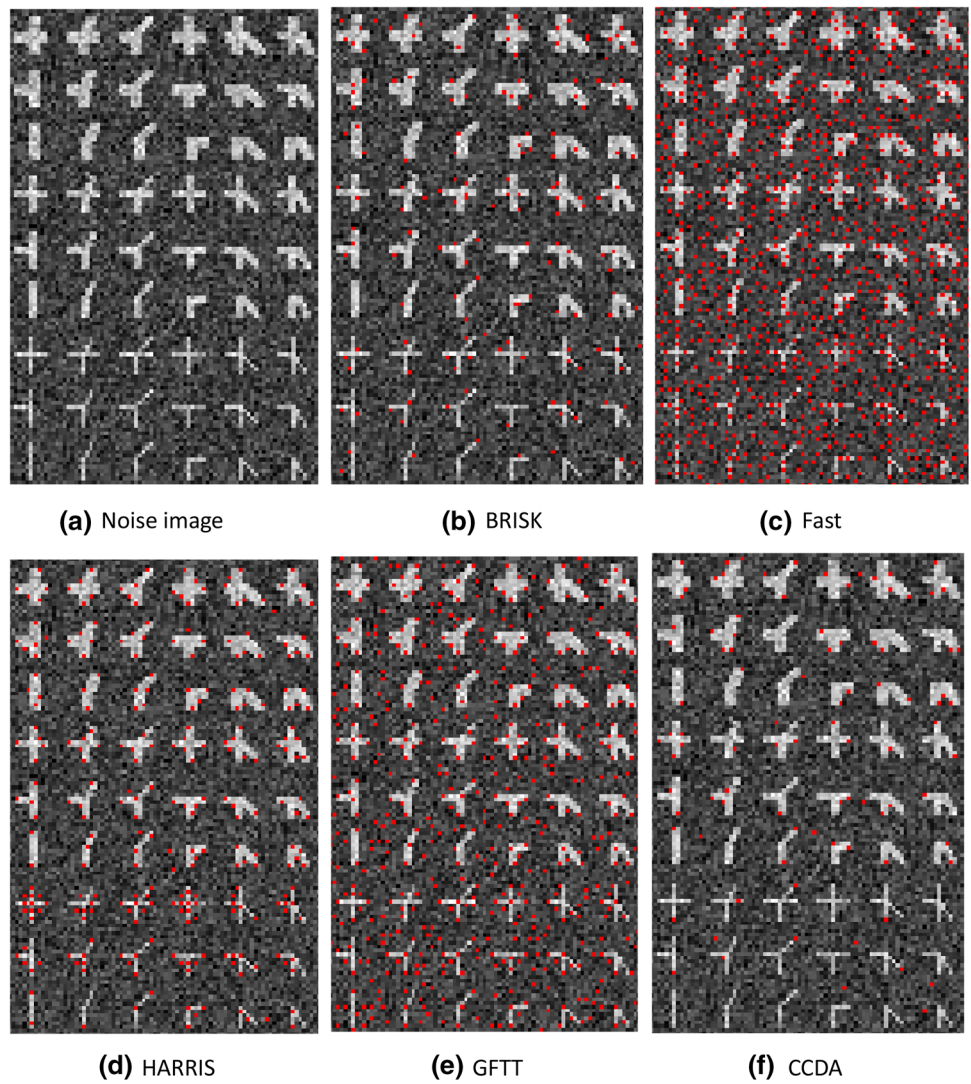 (a) Noise image
(b) BRISK
(c) Fast
(d) HARRIS
(e) GFTT
(f) CCDA